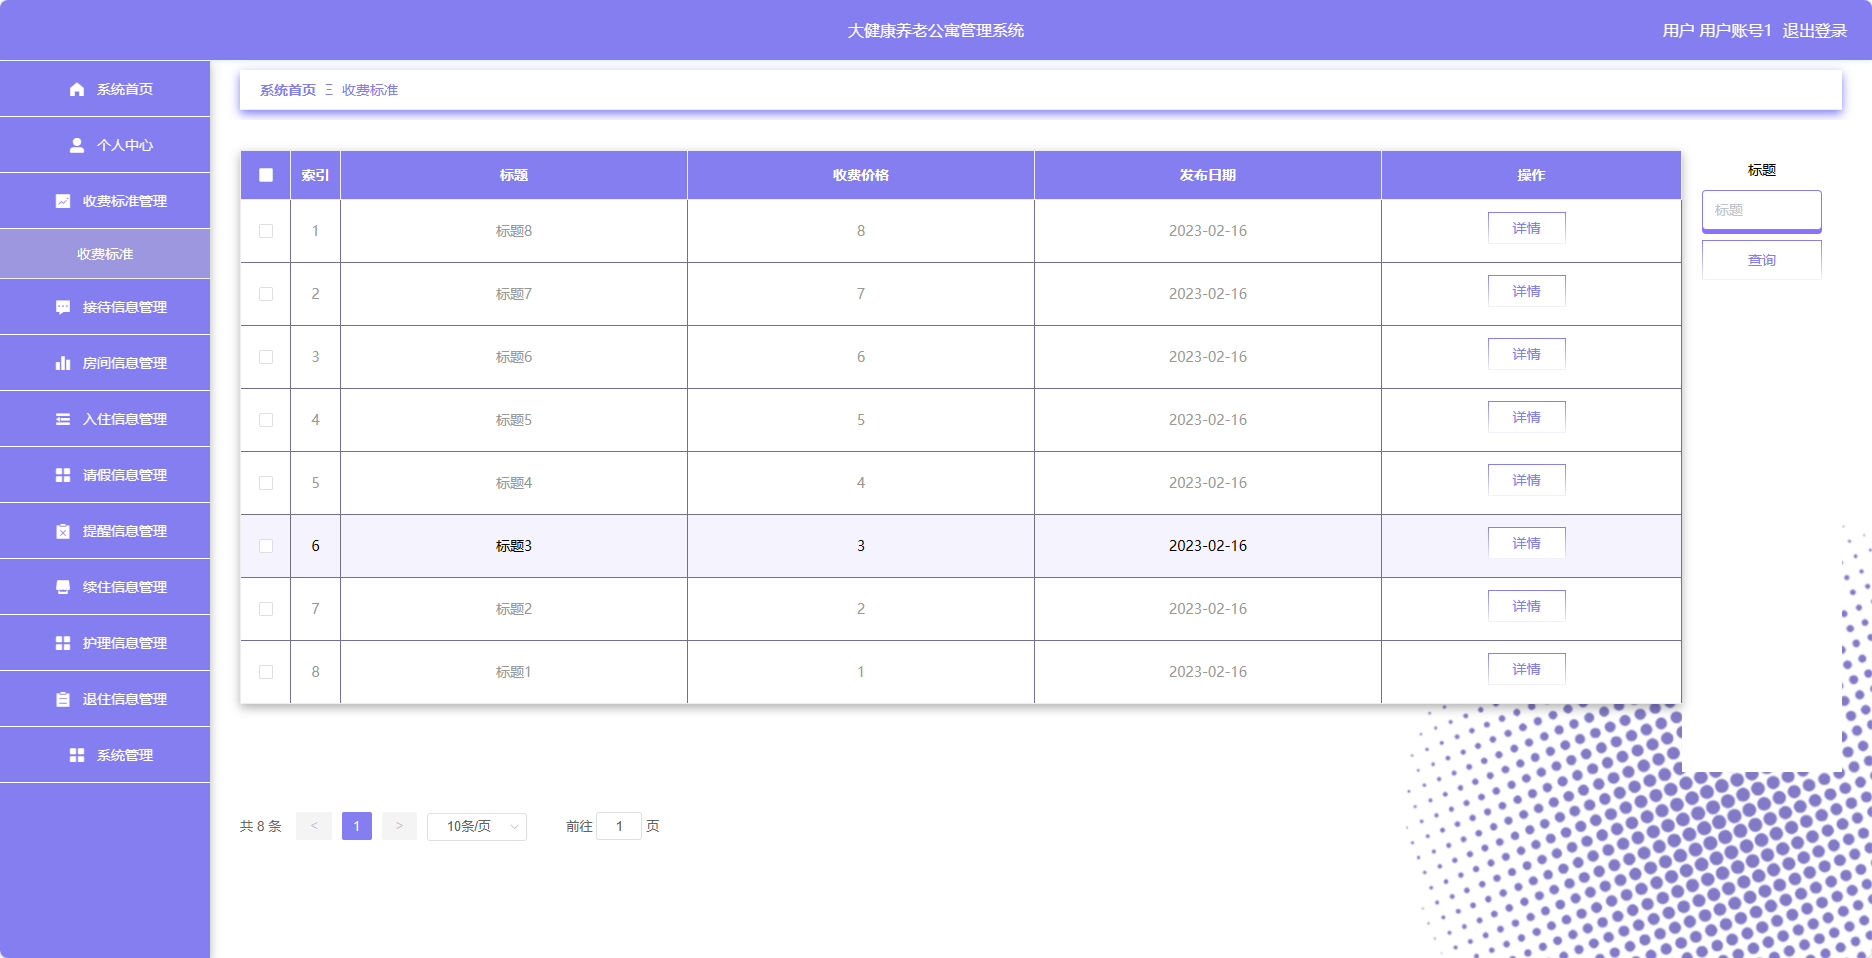 大健康养老公寓管理系统
用户 用户账号1 退出登录
系统首页
个人中心
收费标准管理
收费标准
接待信息管理
房间信息管理
入住信息管理
请假信息管理
提醒信息管理
续住信息管理
护理信息管理
退住信息管理
系统管理
系统首页 Ξ 收费标准
索引 标题 收费价格 发布日期 操作
1 标题8 8 2023-02-16 详情
2 标题7 7 2023-02-16 详情
3 标题6 6 2023-02-16 详情
4 标题5 5 2023-02-16 详情
5 标题4 4 2023-02-16 详情
6 标题3 3 2023-02-16 详情
7 标题2 2 2023-02-16 详情
8 标题1 1 2023-02-16 详情
标题
标题
查询
共 8 条 < 1 > 10条/页 前往 1 页